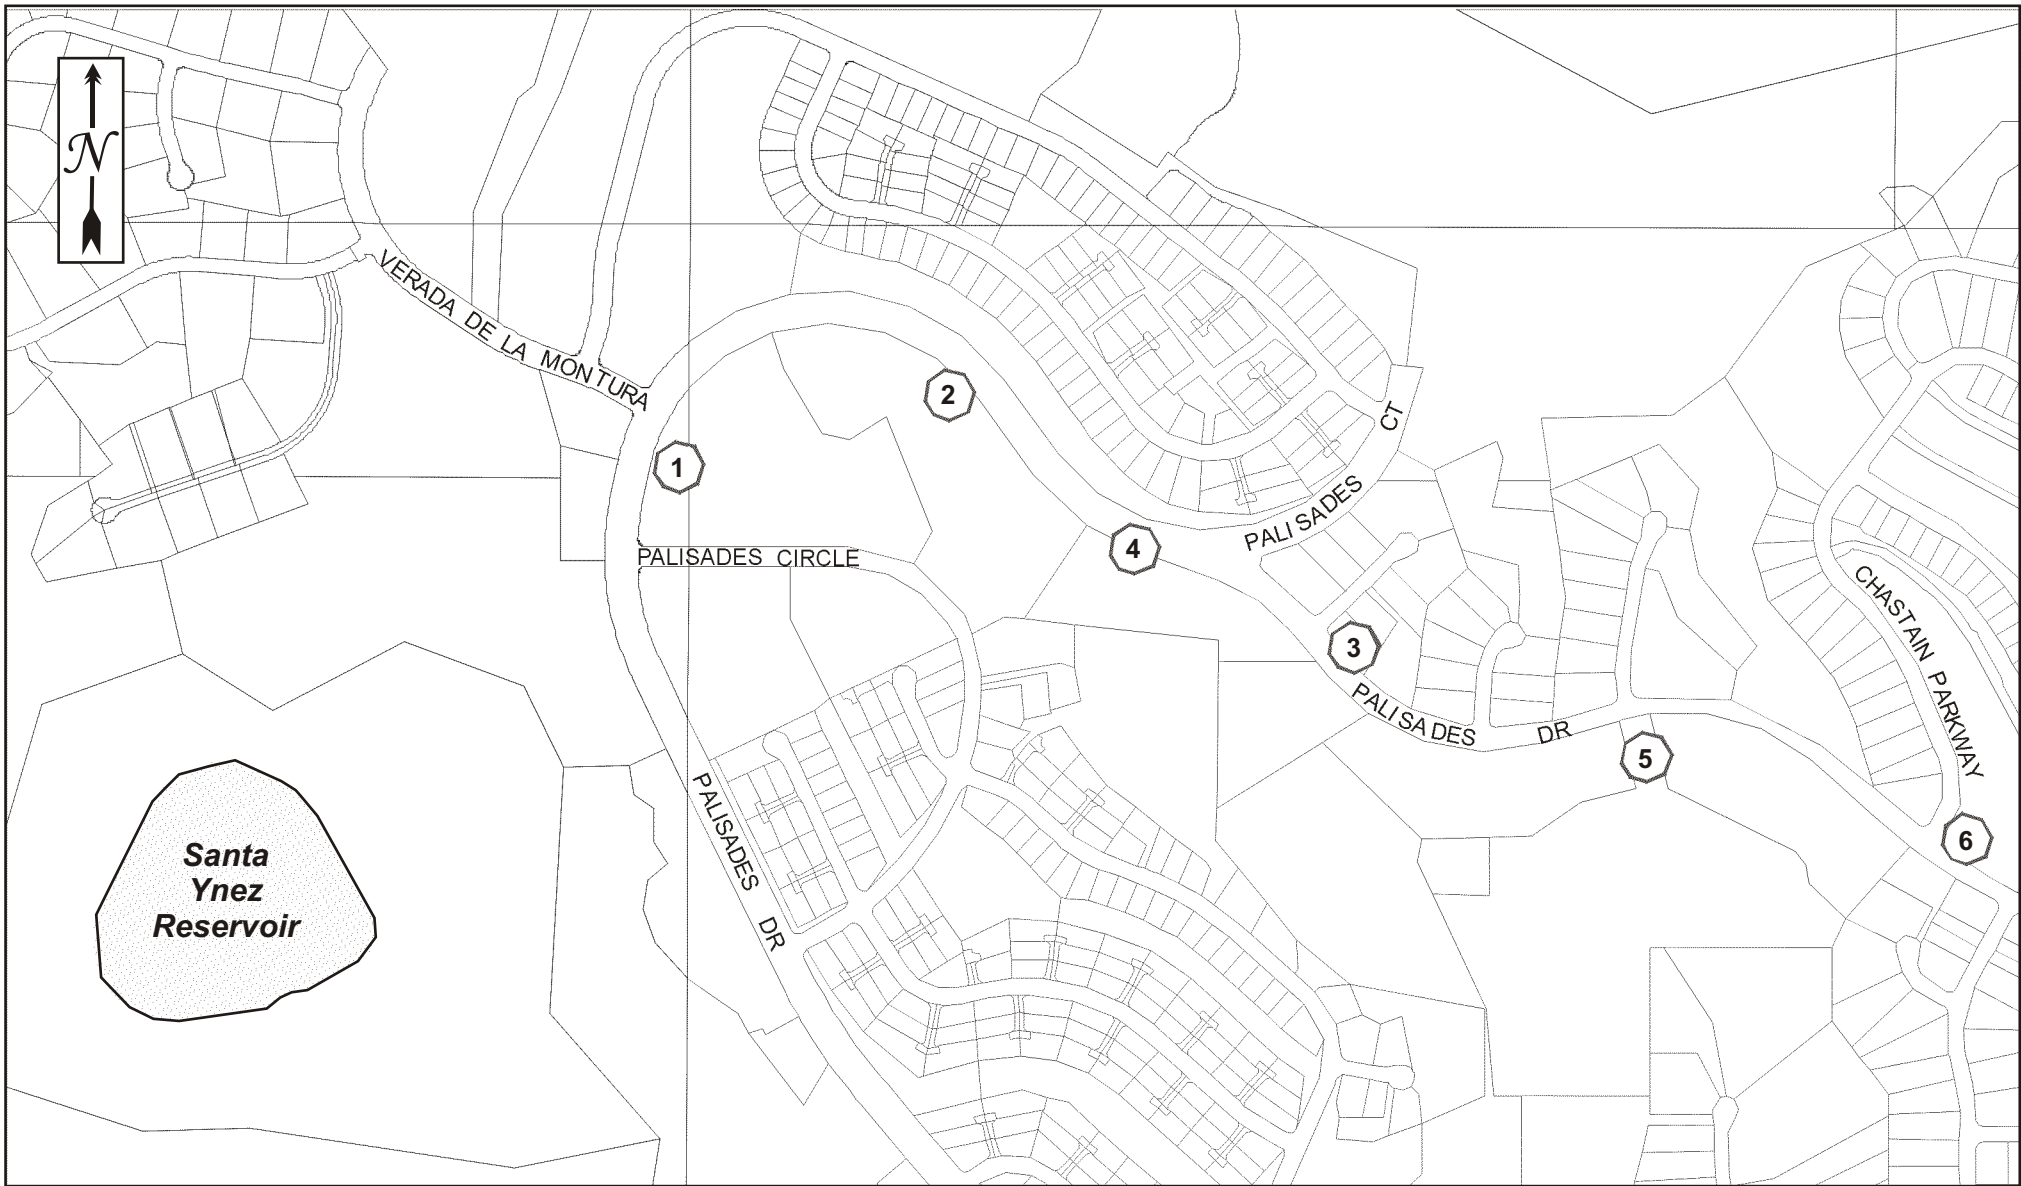 N
VERADA DE LA MONTURA
2
CT
1
PALISADES
4
PALISADES CIRCLE
CHASTAIN PARKWAY
3
PALISADES DR
5
PALISADES DR
6
Santa
Ynez
Reservoir